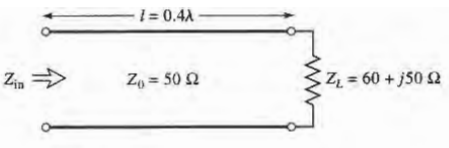 l = 0.4λ
Z_in
Z_0 = 50 Ω
Z_L = 60 + j50 Ω